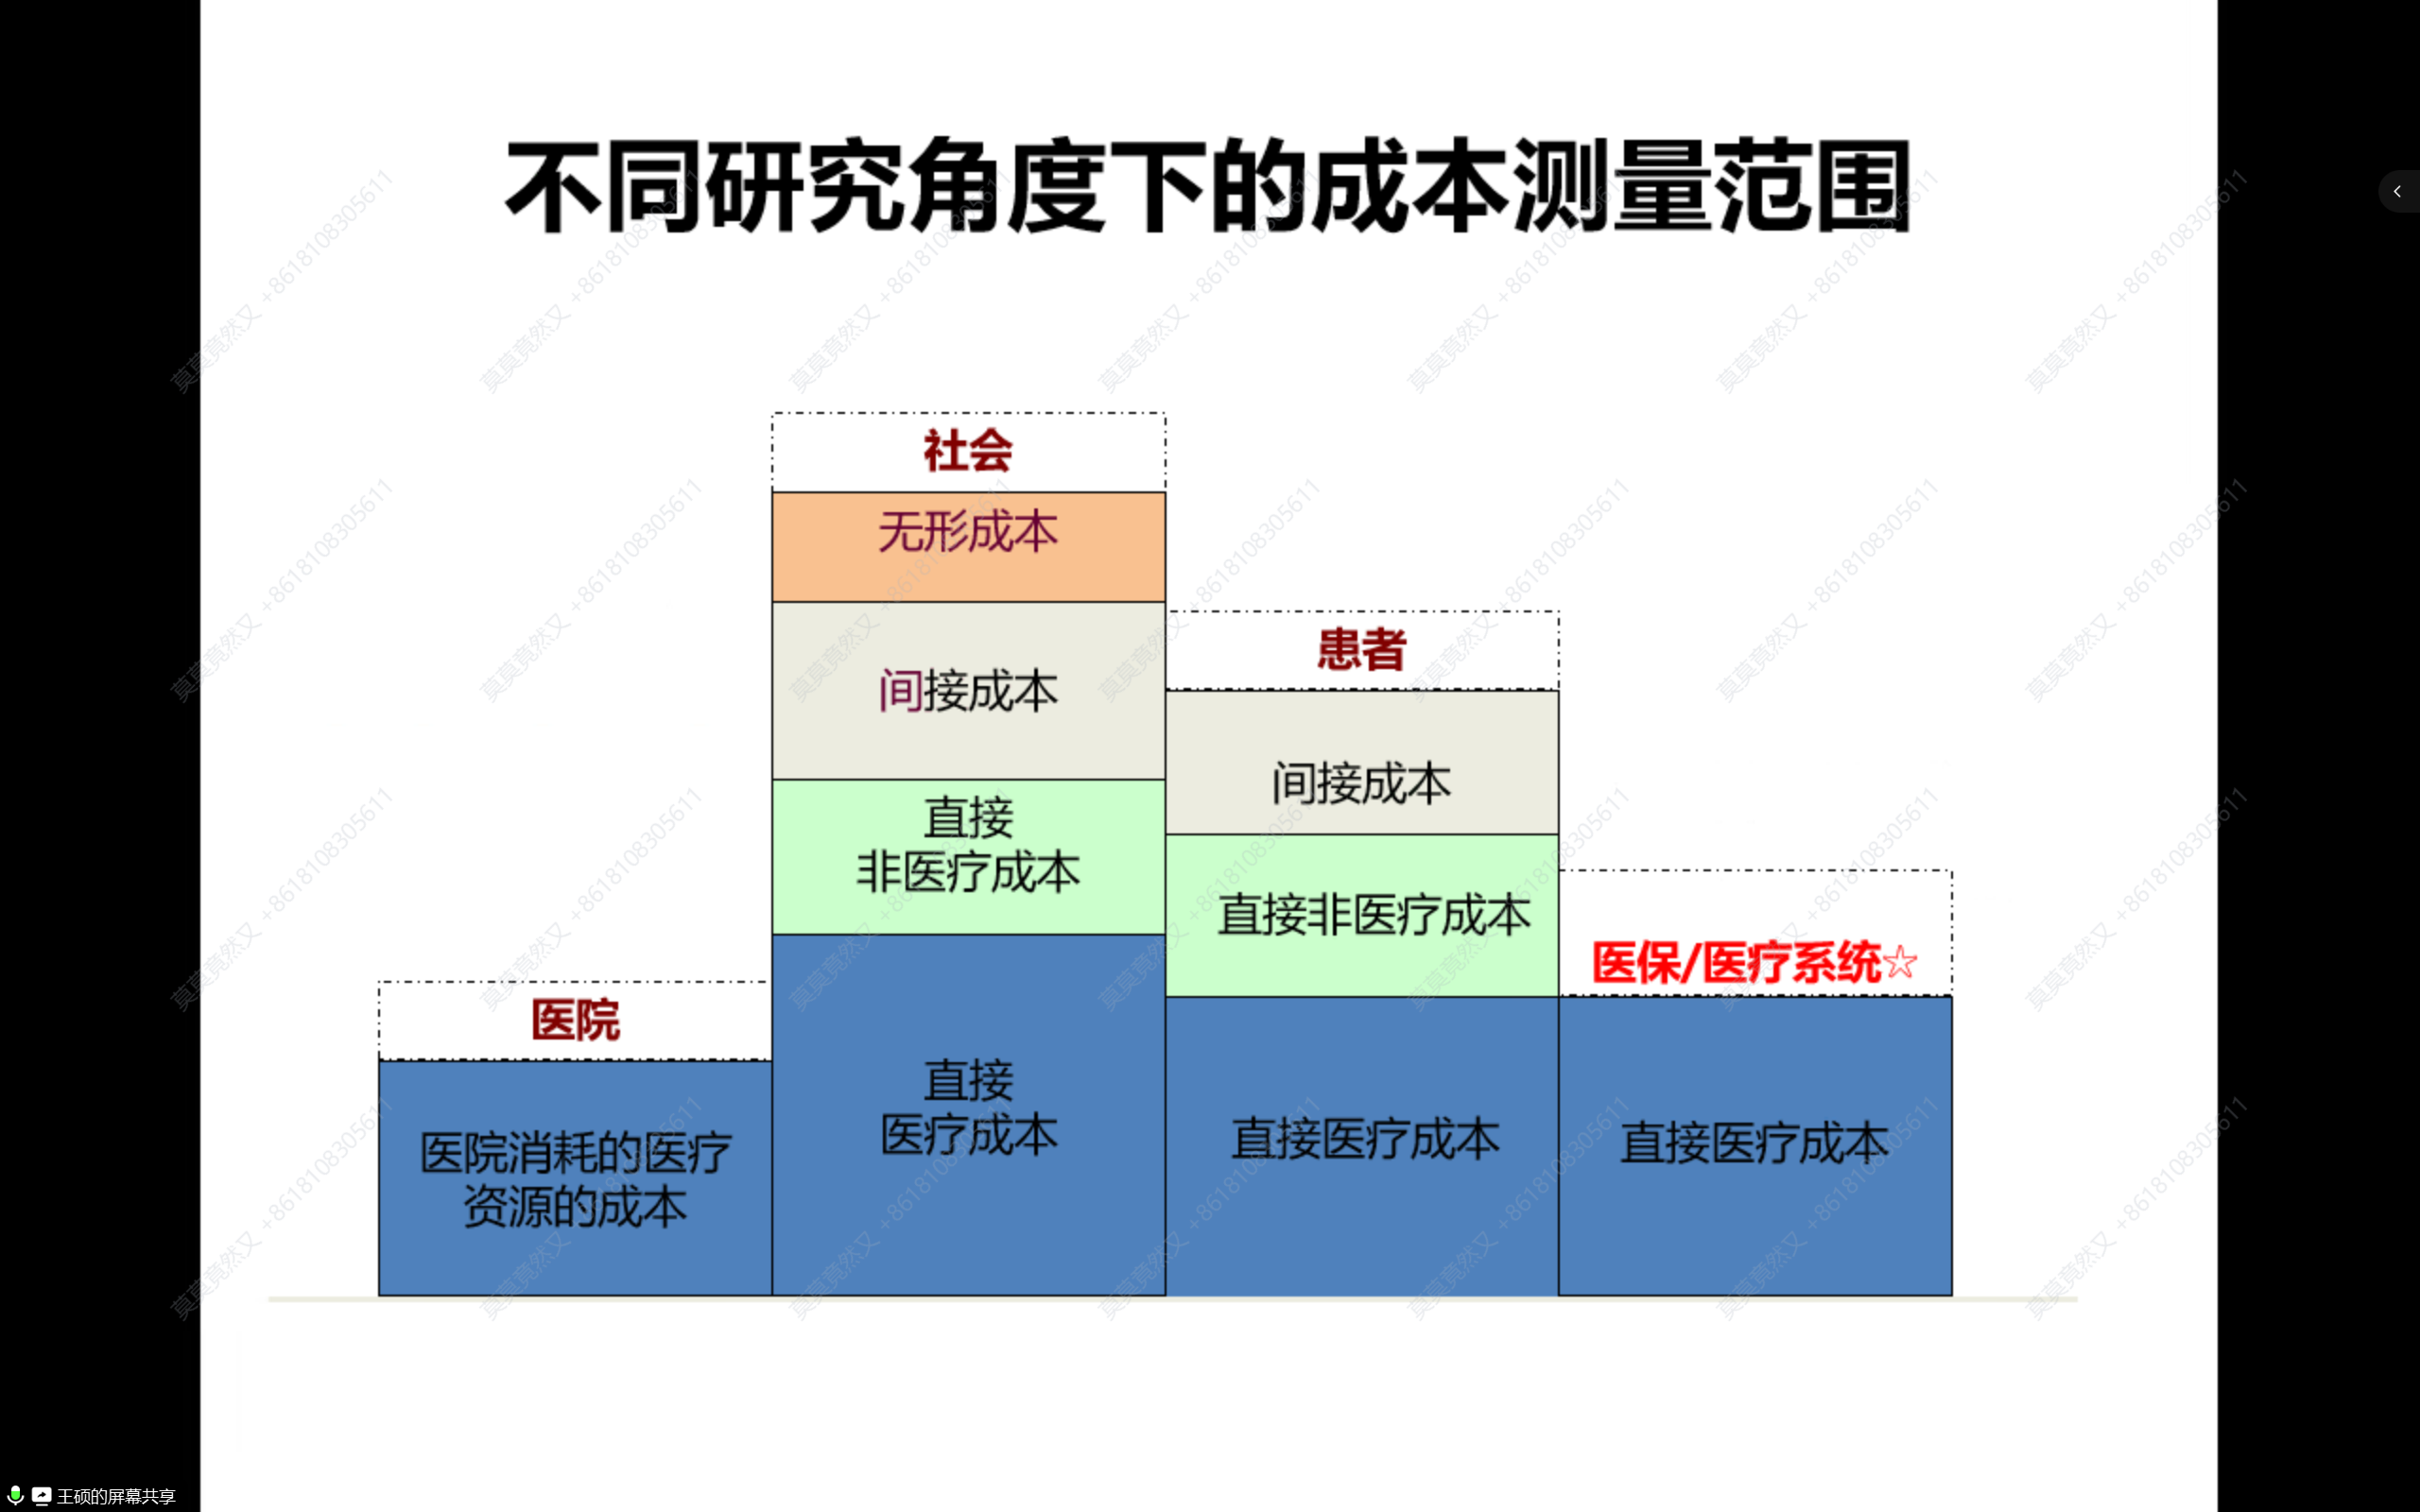 不同研究角度下的成本测量范围
社会
无形成本
间接成本
直接
非医疗成本
直接
医疗成本
患者
间接成本
直接非医疗成本
直接医疗成本
医保/医疗系统☆
直接医疗成本
医院
医院消耗的医疗
资源的成本
莫莫竟然又 +8618108305611
王硕的屏幕共享